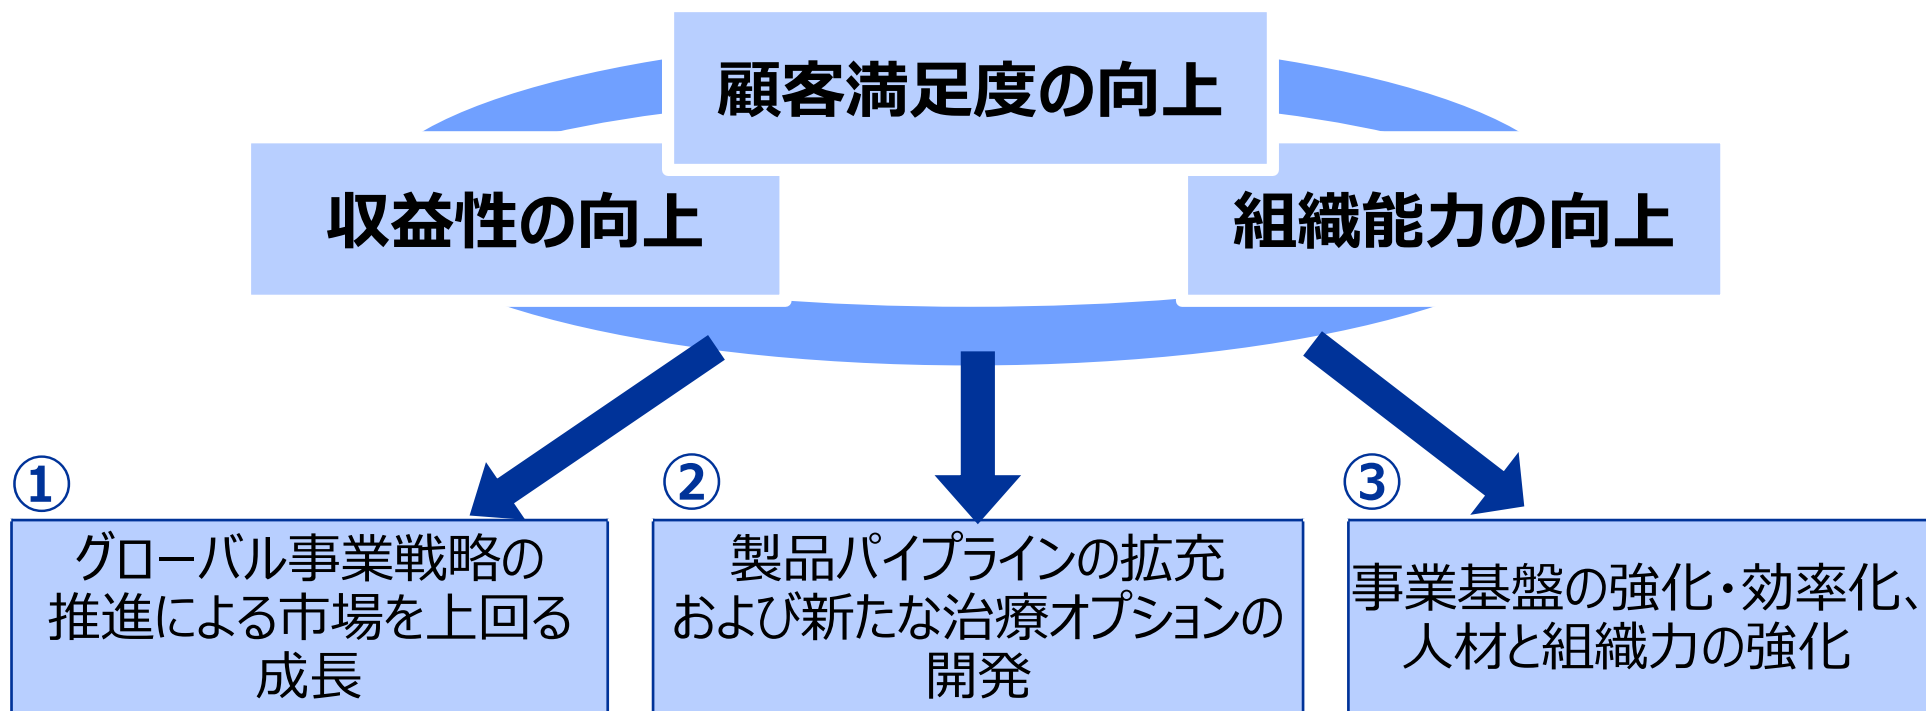 顧客満足度の向上
収益性の向上
組織能力の向上
①
グローバル事業戦略の
推進による市場を上回る
成長
②
製品パイプラインの拡充
および新たな治療オプションの
開発
③
事業基盤の強化・効率化、
人材と組織力の強化